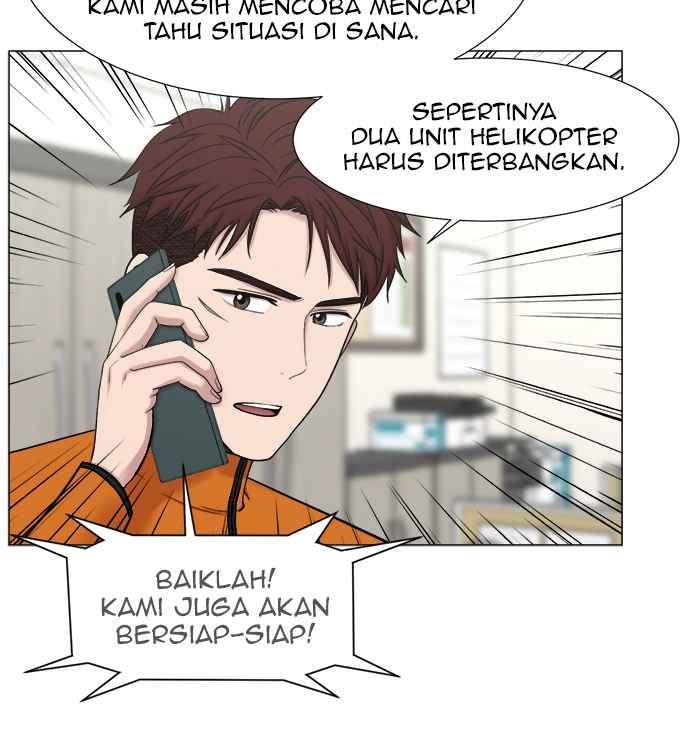 KAMI MASIH MENCOBA MENCARI
TAHU SITUASI DI SANA.
SEPERTINYA
DUA UNIT HELIKOPTER
HARUS DITERBANGKAN.
BAIKLAH!
KAMI JUGA AKAN
BERSIAP-SIAP!